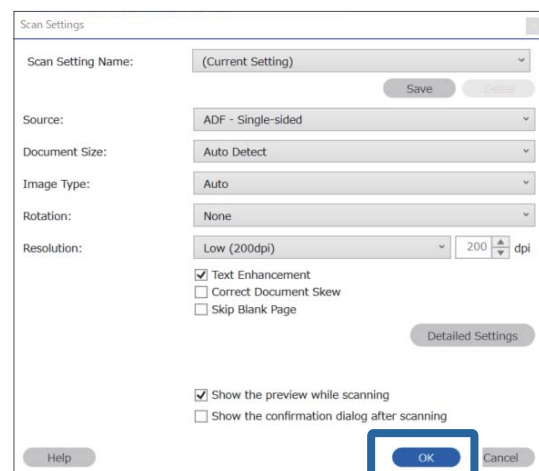 Scan Settings
Scan Setting Name: (Current Setting)
Save Delete
Source: ADF - Single-sided
Document Size: Auto Detect
Image Type: Auto
Rotation: None
Resolution: Low (200dpi) 200 dpi
Text Enhancement
Correct Document Skew
Skip Blank Page
Detailed Settings
Show the preview while scanning
Show the confirmation dialog after scanning
Help OK Cancel